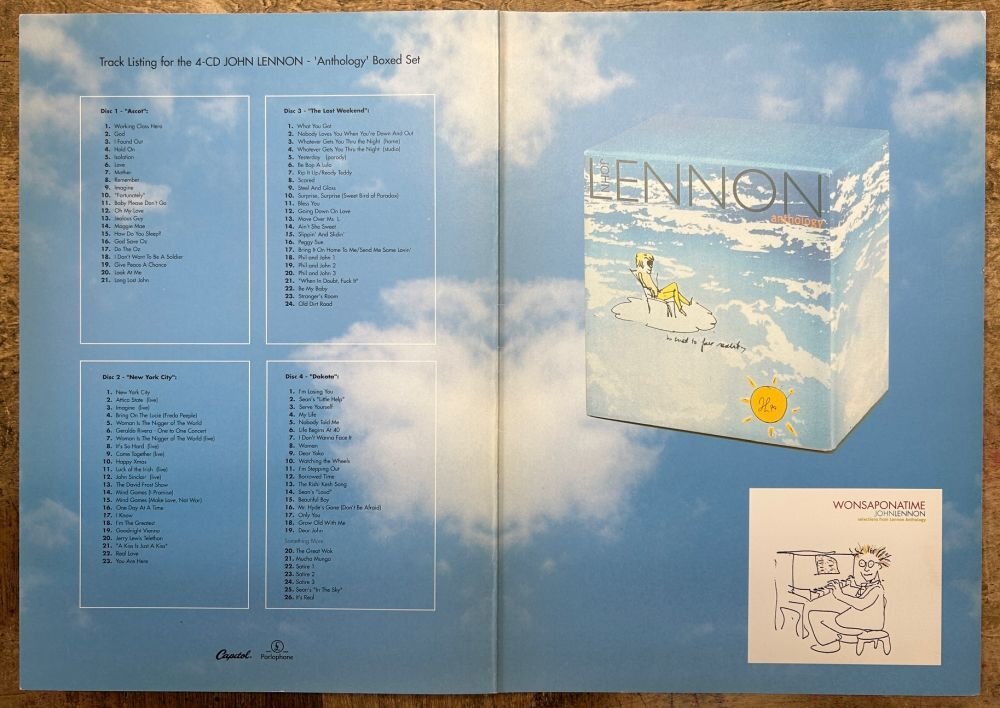 Track Listing for the 4-CD JOHN LENNON - 'Anthology' Boxed Set
Disc 1 - "Ascot":
1. Working Class Hero
2. God
3. I Found Out
4. Hold On
5. Isolation
6. Love
7. Mother
8. Remember
9. Imagine
10. "Fortunately"
11. Baby Please Don't Go
12. Oh My Love
13. Jealous Guy
14. Maggie Mae
15. How Do You Sleep?
16. God Save Oz
17. Do The Oz
18. I Don't Want To Be A Soldier
19. Give Peace A Chance
20. Look At Me
21. Long Lost John
Disc 3 - "The Lost Weekend":
1. What You Got
2. Nobody Loves You When You're Down And Out
3. Whatever Gets You Thru the Night (home)
4. Whatever Gets You Thru the Night (studio)
5. Yesterday (parody)
6. Be Bop A Lula
7. Rip It Up/Ready Teddy
8. Scared
9. Steel And Glass
10. Surprise, Surprise (Sweet Bird of Paradox)
11. Bless You
12. Going Down On Love
13. Move Over Ms. L
14. Ain't She Sweet
15. Slippin' And Slidin'
16. Peggy Sue
17. Bring It On Home To Me/Send Me Some Lovin'
18. Phil and John 1
19. Phil and John 2
20. Phil and John 3
21. "When In Doubt, Fuck It"
22. Be My Baby
23. Stranger's Room
24. Old Dirt Road
Disc 2 - "New York City":
1. New York City
2. Attica State (live)
3. Imagine (live)
4. Bring On The Lucie (Freda Peeple)
5. Woman Is The Nigger of The World
6. Geraldo Rivera - One to One Concert
7. Woman Is The Nigger of The World (live)
8. It's So Hard (live)
9. Come Together (live)
10. Happy Xmas
11. Luck of the Irish (live)
12. John Sinclair (live)
13. The David Frost Show
14. Mind Games (I Promise)
15. Mind Games (Make Love, Not War)
16. One Day At A Time
17. I Know
18. I'm The Greatest
19. Goodnight Vienna
20. Jerry Lewis Telethon
21. "A Kiss Is Just A Kiss"
22. Real Love
23. You Are Here
Disc 4 - "Dakota":
1. I'm Losing You
2. Sean's "Little Help"
3. Serve Yourself
4. My Life
5. Nobody Told Me
6. Life Begins At 40
7. I Don't Wanna Face It
8. Woman
9. Dear Yoko
10. Watching the Wheels
11. I'm Stepping Out
12. Borrowed Time
13. The Rishi Kesh Song
14. Sean's "Loud"
15. Beautiful Boy
16. Mr. Hyde's Gone (Don't Be Afraid)
17. Only You
18. Grow Old With Me
19. Dear John
Something More
20. The Great Wok
21. Mucho Mungo
22. Satire 1
23. Satire 2
24. Satire 3
25. Sean's "In The Sky"
26. It's Real
Capitol.
Parlophone
JOHN
LENNON
anthology
is used to face reality
WONSAPONATIME
JOHNLENNON
selections from Lennon Anthology